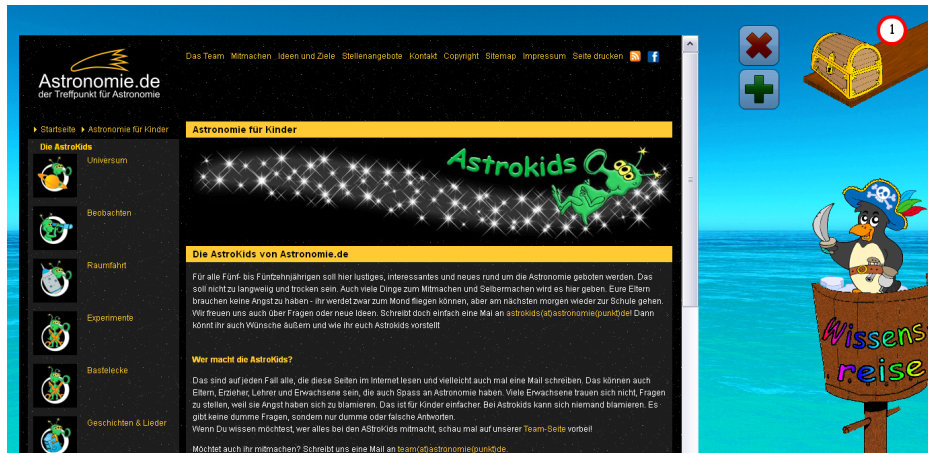 Astronomie.de
der Treffpunkt für Astronomie
Das Team Mitmachen Ideen und Ziele Stellenangebote Kontakt Copyright Sitemap Impressum Seite drucken
1
Startseite Astronomie für Kinder
Die AstroKids
Universum
Beobachten
Raumfahrt
Experimente
Bastelecke
Geschichten & Lieder
Astronomie für Kinder
Astrokids
Die AstroKids von Astronomie.de
Für alle Fünf- bis Fünfzehnjährigen soll hier lustiges, interessantes und neues rund um die Astronomie geboten werden. Das
soll nicht zu langweilig und trocken sein. Auch viele Dinge zum Mitmachen und Selbermachen wird es hier geben. Eure Eltern
brauchen keine Angst zu haben - ihr werdet zwar zum Mond fliegen können, aber am nächsten morgen wieder zur Schule gehen.
Wir freuen uns auch über Fragen oder neue Ideen. Schreibt doch einfach eine Mai an astrokids(at)astronomie(punkt)de! Dann
könnt ihr auch Wünsche äußern und wie ihr euch Astrokids vorstellt
Wer macht die AstroKids?
Das sind auf jeden Fall alle, die diese Seiten im Internet lesen und vielleicht auch mal eine Mail schreiben. Das können auch
Eltern, Erzieher, Lehrer und Erwachsene sein, die auch Spass an Astronomie haben. Viele Erwachsene trauen sich nicht, Fragen
zu stellen, weil sie Angst haben sich zu blamieren. Das ist für Kinder einfacher. Bei Astrokids kann sich niemand blamieren. Es
gibt keine dumme Fragen, sondern nur dumme oder falsche Antworten.
Wenn Du wissen möchtest, wer alles bei den AStroKids mitmacht, schau mal auf unserer Team-Seite vorbei!
Möchtet auch ihr mitmachen? Schreibt uns eine Mail an team(at)astronomie(punkt)de.
Wissens
reise